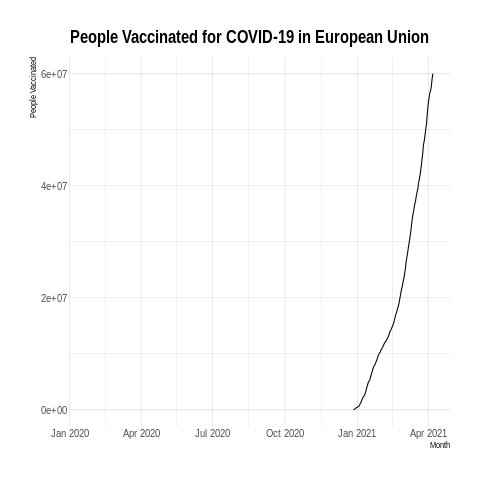 People Vaccinated for COVID-19 in European Union
People Vaccinated
6e+07
4e+07
2e+07
0e+00
Jan 2020 Apr 2020 Jul 2020 Oct 2020 Jan 2021 Apr 2021
Month